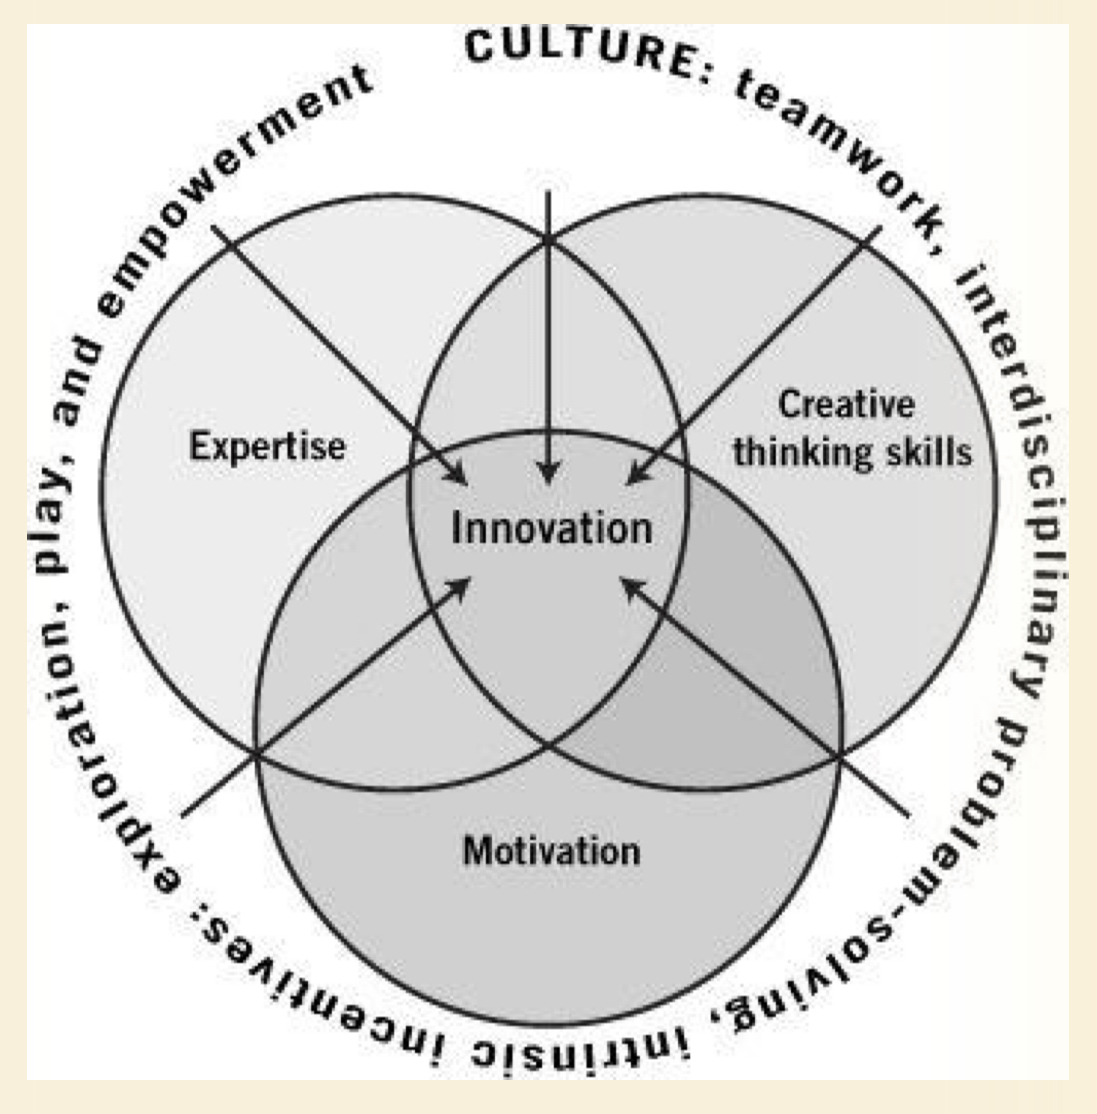 CULTURE: teamwork, interdisciplinary problem-solving, intrinsic incentives: exploration, play, and empowerment
Expertise
Creative
thinking skills
Innovation
Motivation